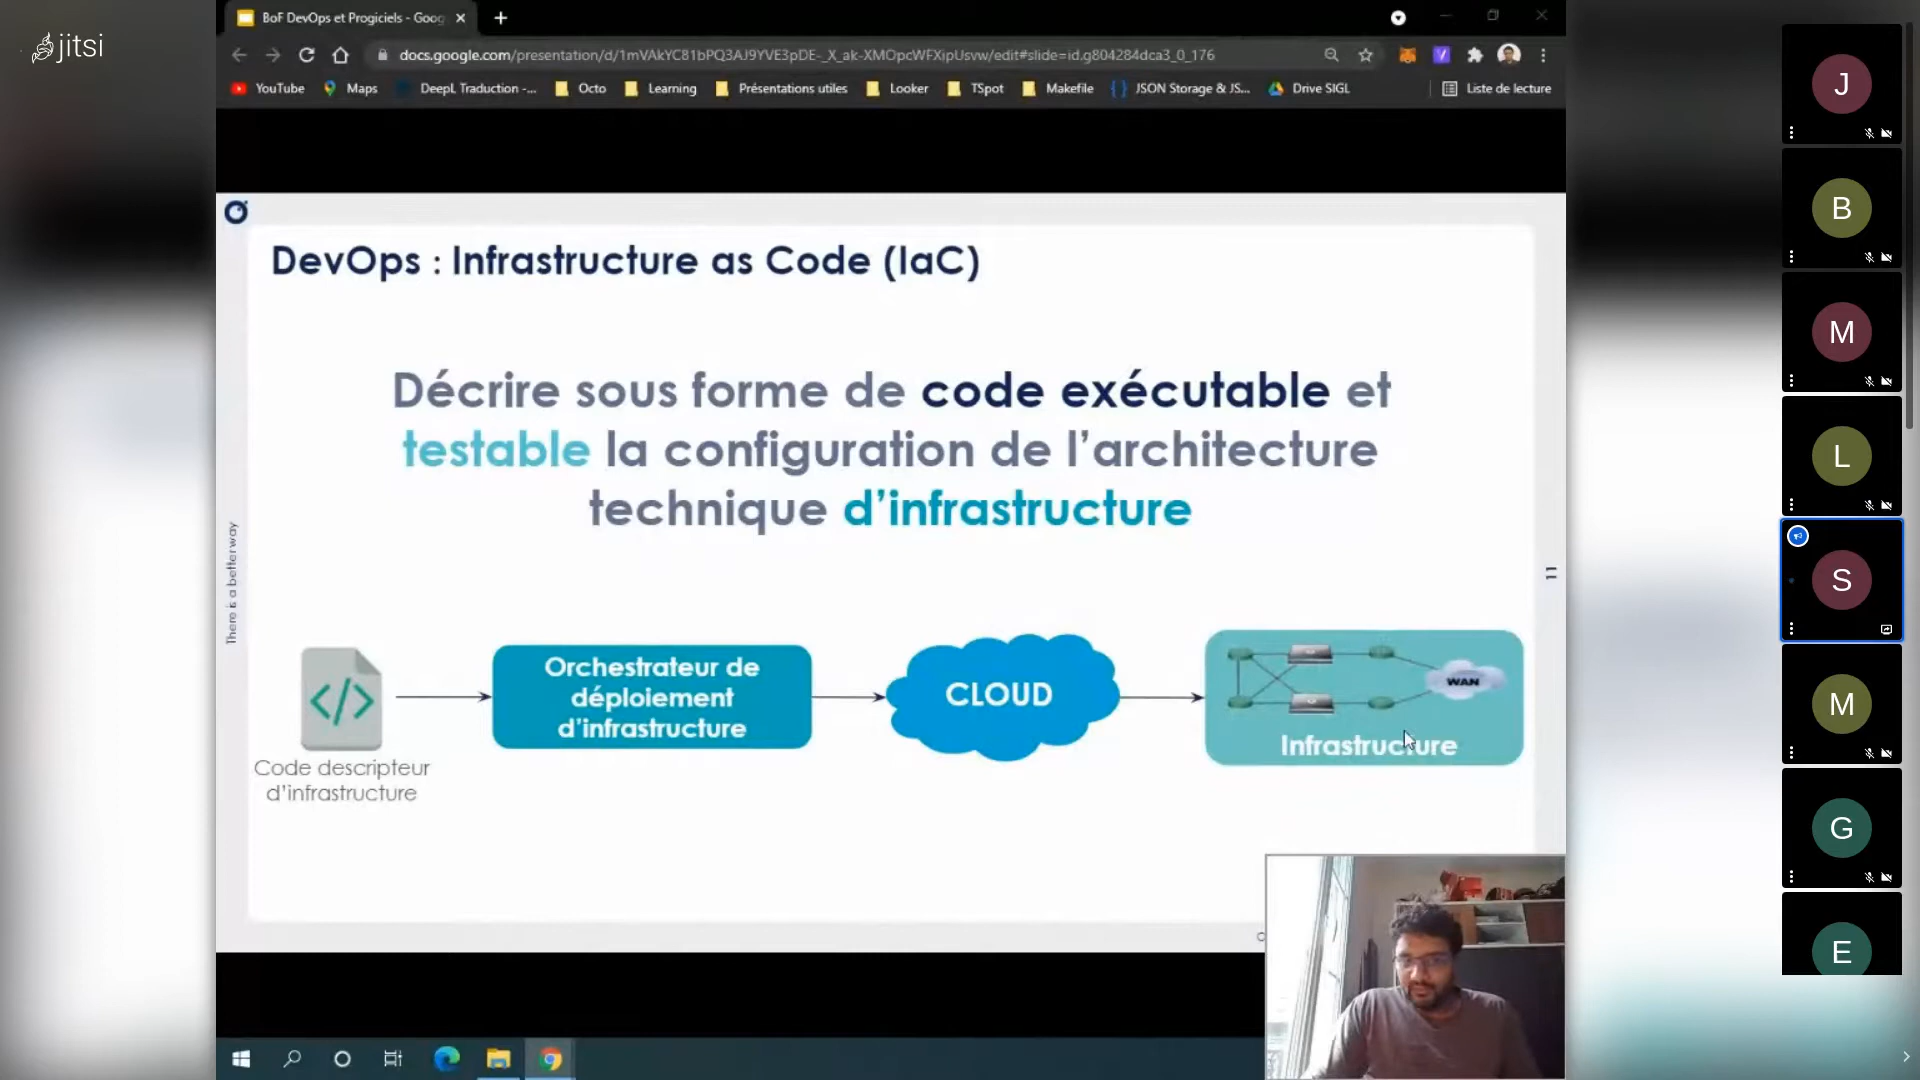 jitsi
BoF DevOps et Progiciels - Goog
docs.google.com/presentation/d/1mVAkYC81bPQ3AJ9YVE3pDE-_X_ak-XMOpcWFXipUsvw/edit#slide=id.g804284dca3_0_176
YouTube Maps DeepL Traduction -... Octo Learning Présentations utiles Looker TSpot Makefile JSON Storage & JS... Drive SIGL Liste de lecture
DevOps : Infrastructure as Code (IaC)
Décrire sous forme de code exécutable et
testable la configuration de l'architecture
technique d'infrastructure
There is a better way
11
Orchestrateur de
déploiement
d'infrastructure
CLOUD
WAN
Infrastructure
Code descripteur
d'infrastructure
J
B
M
L
S
M
G
E